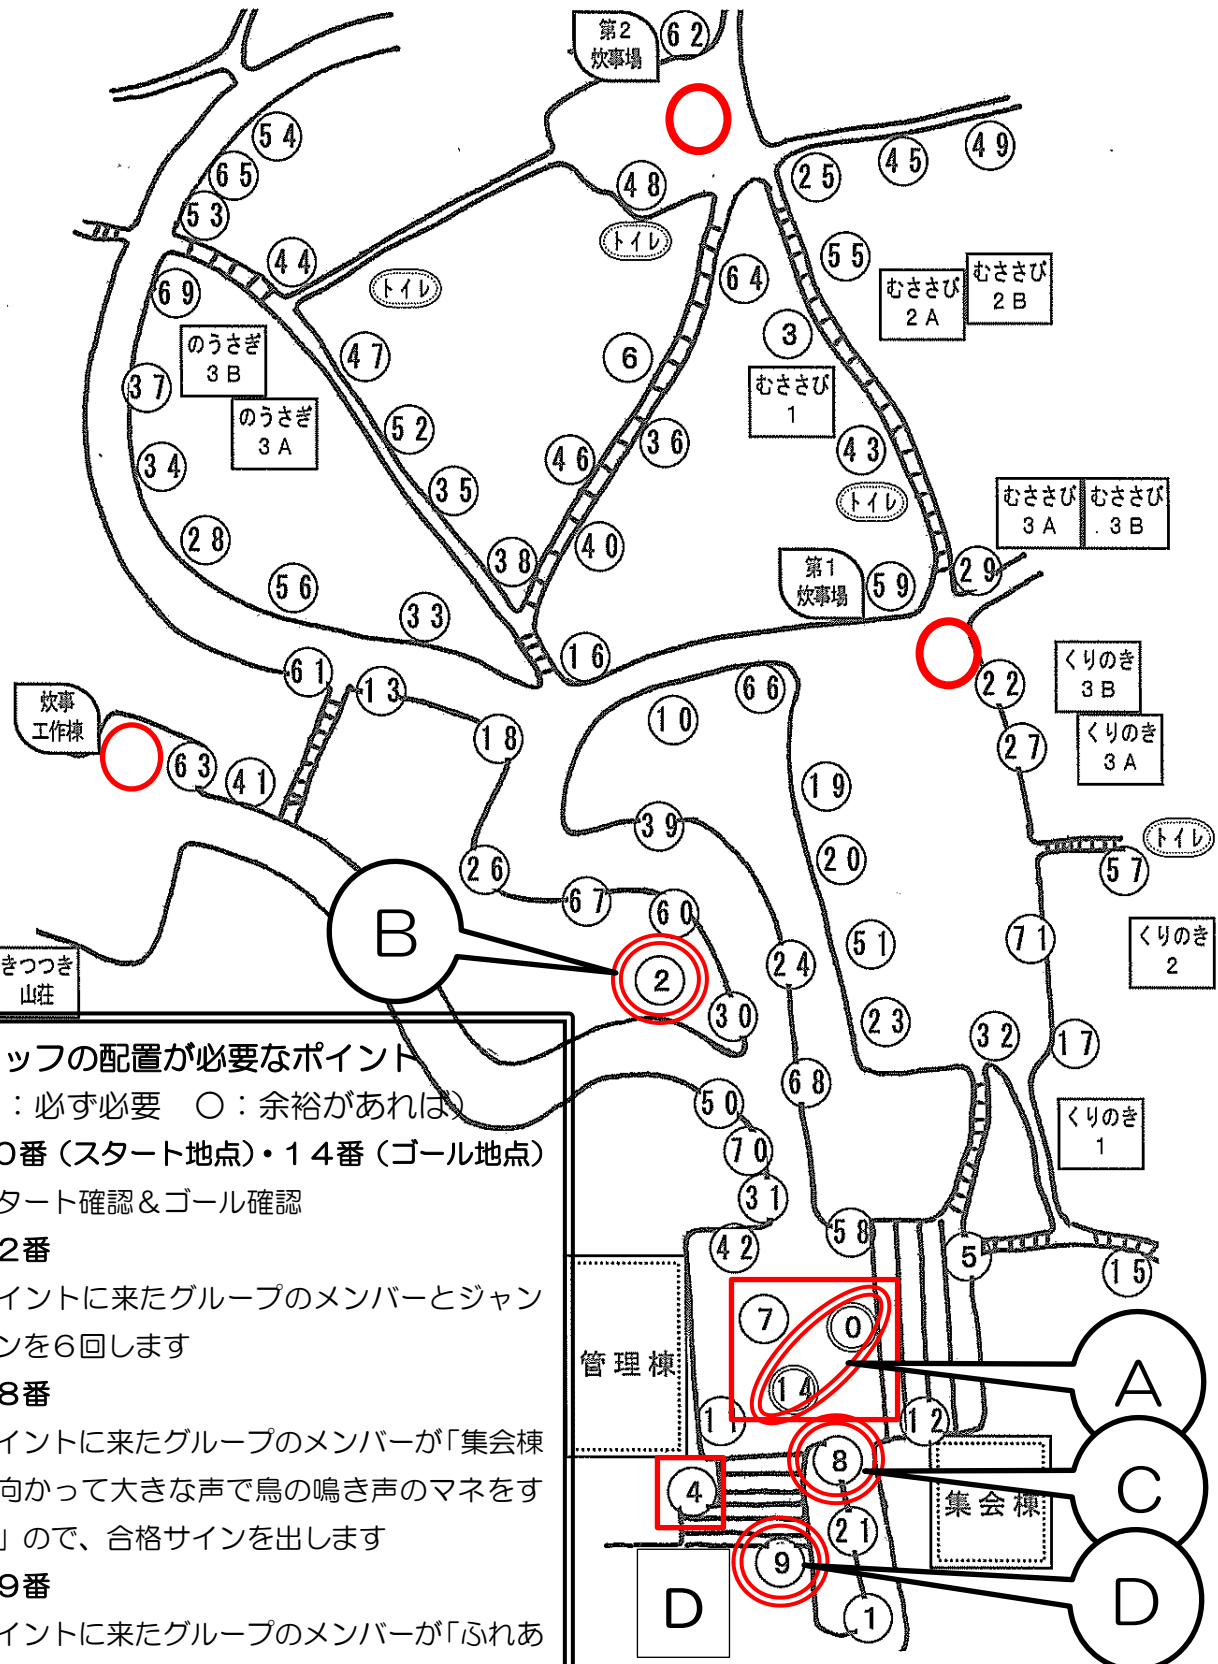 第2
炊事場
62
54
65
53
48
25
45
49
トイレ
44
トイレ
69
55
64
むささび
2A
むささび
2B
3
のうさぎ
3B
47
6
37
むささび
1
のうさぎ
3A
52
36
43
34
46
35
トイレ
むささび
3A
むささび
3B
28
38
40
第1
炊事場
59
29
56
33
16
61
13
66
22
くりのき
3B
炊事
工作棟
10
18
27
くりのき
3A
63
41
19
39
トイレ
26
20
57
67
60
B
51
71
くりのき
2
24
2
きつつき
山荘
30
23
32
17
ッフの配置が必要なポイント
：必ず必要　○：余裕があれば）
68
50
くりのき
1
0番（スタート地点）・14番（ゴール地点）
70
タート確認＆ゴール確認
31
58
42
5
15
2番
イントに来たグループのメンバーとジャン
ンを6回します
7
0
管理棟
14
A
8番
11
12
イントに来たグループのメンバーが「集会棟
8
向かって大きな声で鳥の鳴き声のマネをす
4
C
集会棟
」ので、合格サインを出します
21
9番
9
D
D
1
イントに来たグループのメンバーが「ふれあ